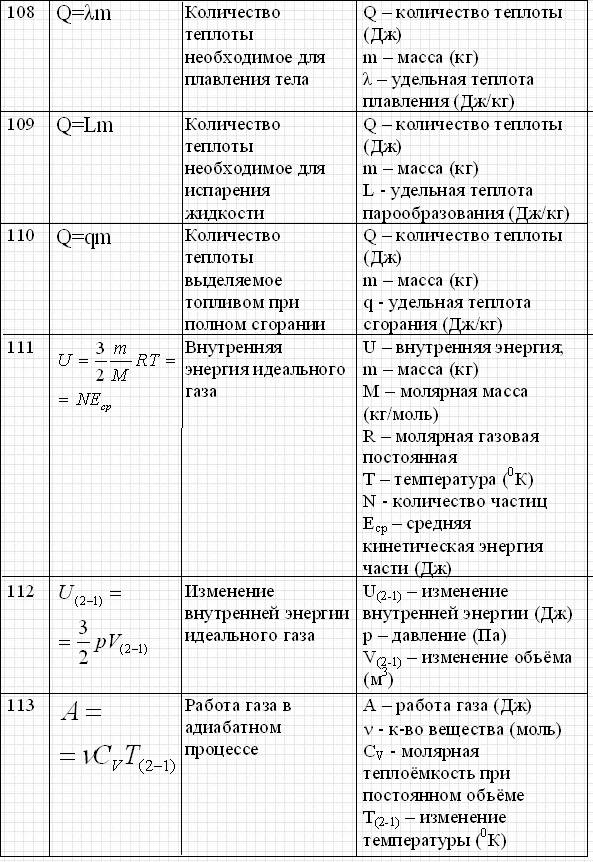 108
Q=λm
Количество
теплоты
необходимое для
плавления тела
Q – количество теплоты
(Дж)
m – масса (кг)
λ – удельная теплота
плавления (Дж/кг)
109
Q=Lm
Количество
теплоты
необходимое для
испарения
жидкости
Q – количество теплоты
(Дж)
m – масса (кг)
L - удельная теплота
парообразования (Дж/кг)
110
Q=qm
Количество
теплоты
выделяемое
топливом при
полном сгорании
Q – количество теплоты
(Дж)
m – масса (кг)
q - удельная теплота
сгорания (Дж/кг)
111
U = 3/2 m/M RT =
= NEср
Внутренняя
энергия идеального
газа
U – внутренняя энергия;
m – масса (кг)
M – молярная масса
(кг/моль)
R – молярная газовая
постоянная
T – температура (⁰К)
N - количество частиц
Eср – средняя
кинетическая энергия
части (Дж)
112
U(2−1) =
= 3/2 pV(2−1)
Изменение
внутренней энергии
идеального газа
U(2-1) – изменение
внутренней энергии (Дж)
p – давление (Па)
V(2-1) – изменение обьёма
(м³)
113
A =
= νCVT(2−1)
Работа газа в
адиабатном
процессе
A – работа газа (Дж)
ν - к-во вещества (моль)
CV - молярная
теплоёмкость при
постоянном обьёме
T(2-1) – изменение
температуры (⁰К)